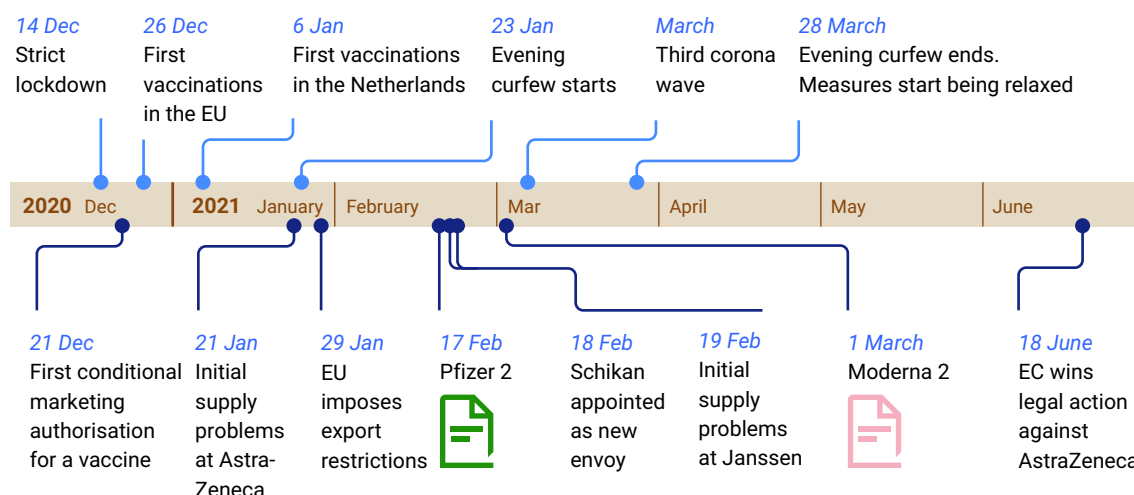 14 Dec
Strict
lockdown
26 Dec
First
vaccinations
in the EU
6 Jan
First vaccinations
in the Netherlands
23 Jan
Evening
curfew starts
March
Third corona
wave
28 March
Evening curfew ends.
Measures start being relaxed
2020 Dec 2021 January February Mar April May June
21 Dec
First conditional
marketing
authorisation
for a vaccine
21 Jan
Initial
supply
problems
at Astra-
Zeneca
29 Jan
EU
imposes
export
restrictions
17 Feb
Pfizer 2
18 Feb
Schikan
appointed
as new
envoy
19 Feb
Initial
supply
problems
at Janssen
1 March
Moderna 2
18 June
EC wins
legal action
against
AstraZeneca